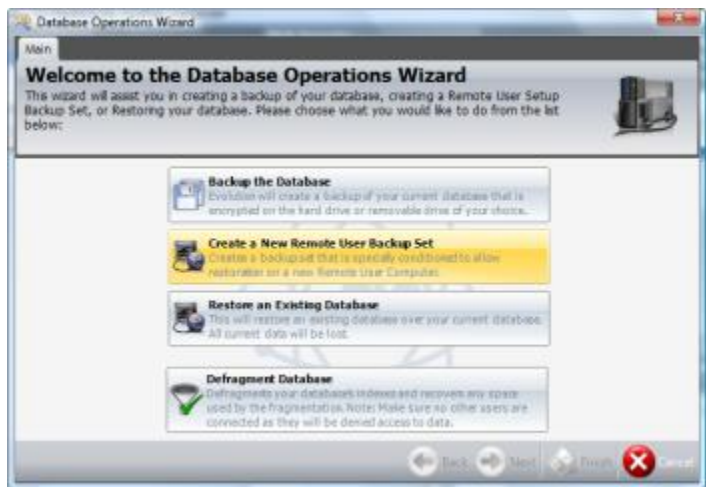 Database Operations Wizard
Main
Welcome to the Database Operations Wizard
This wizard will assist you in creating a backup of your database, creating a Remote User Setup
Backup Set, or Restoring your database. Please choose what you would like to do from the list
below:
Backup the Database
Evolution will create a backup of your current database that is
encrypted on the hard drive or removable drive of your choice.
Create a New Remote User Backup Set
Creates a backup set that is specially conditioned to allow
restoration on a new Remote User Computer.
Restore an Existing Database
This will restore an existing database over your current database.
All current data will be lost.
Defragment Database
Defragments your database's indexes and recovers any space
used by the fragmentation. Note: Make sure no other users are
connected as they will be denied access to data.
Back
Next
Finish
Cancel